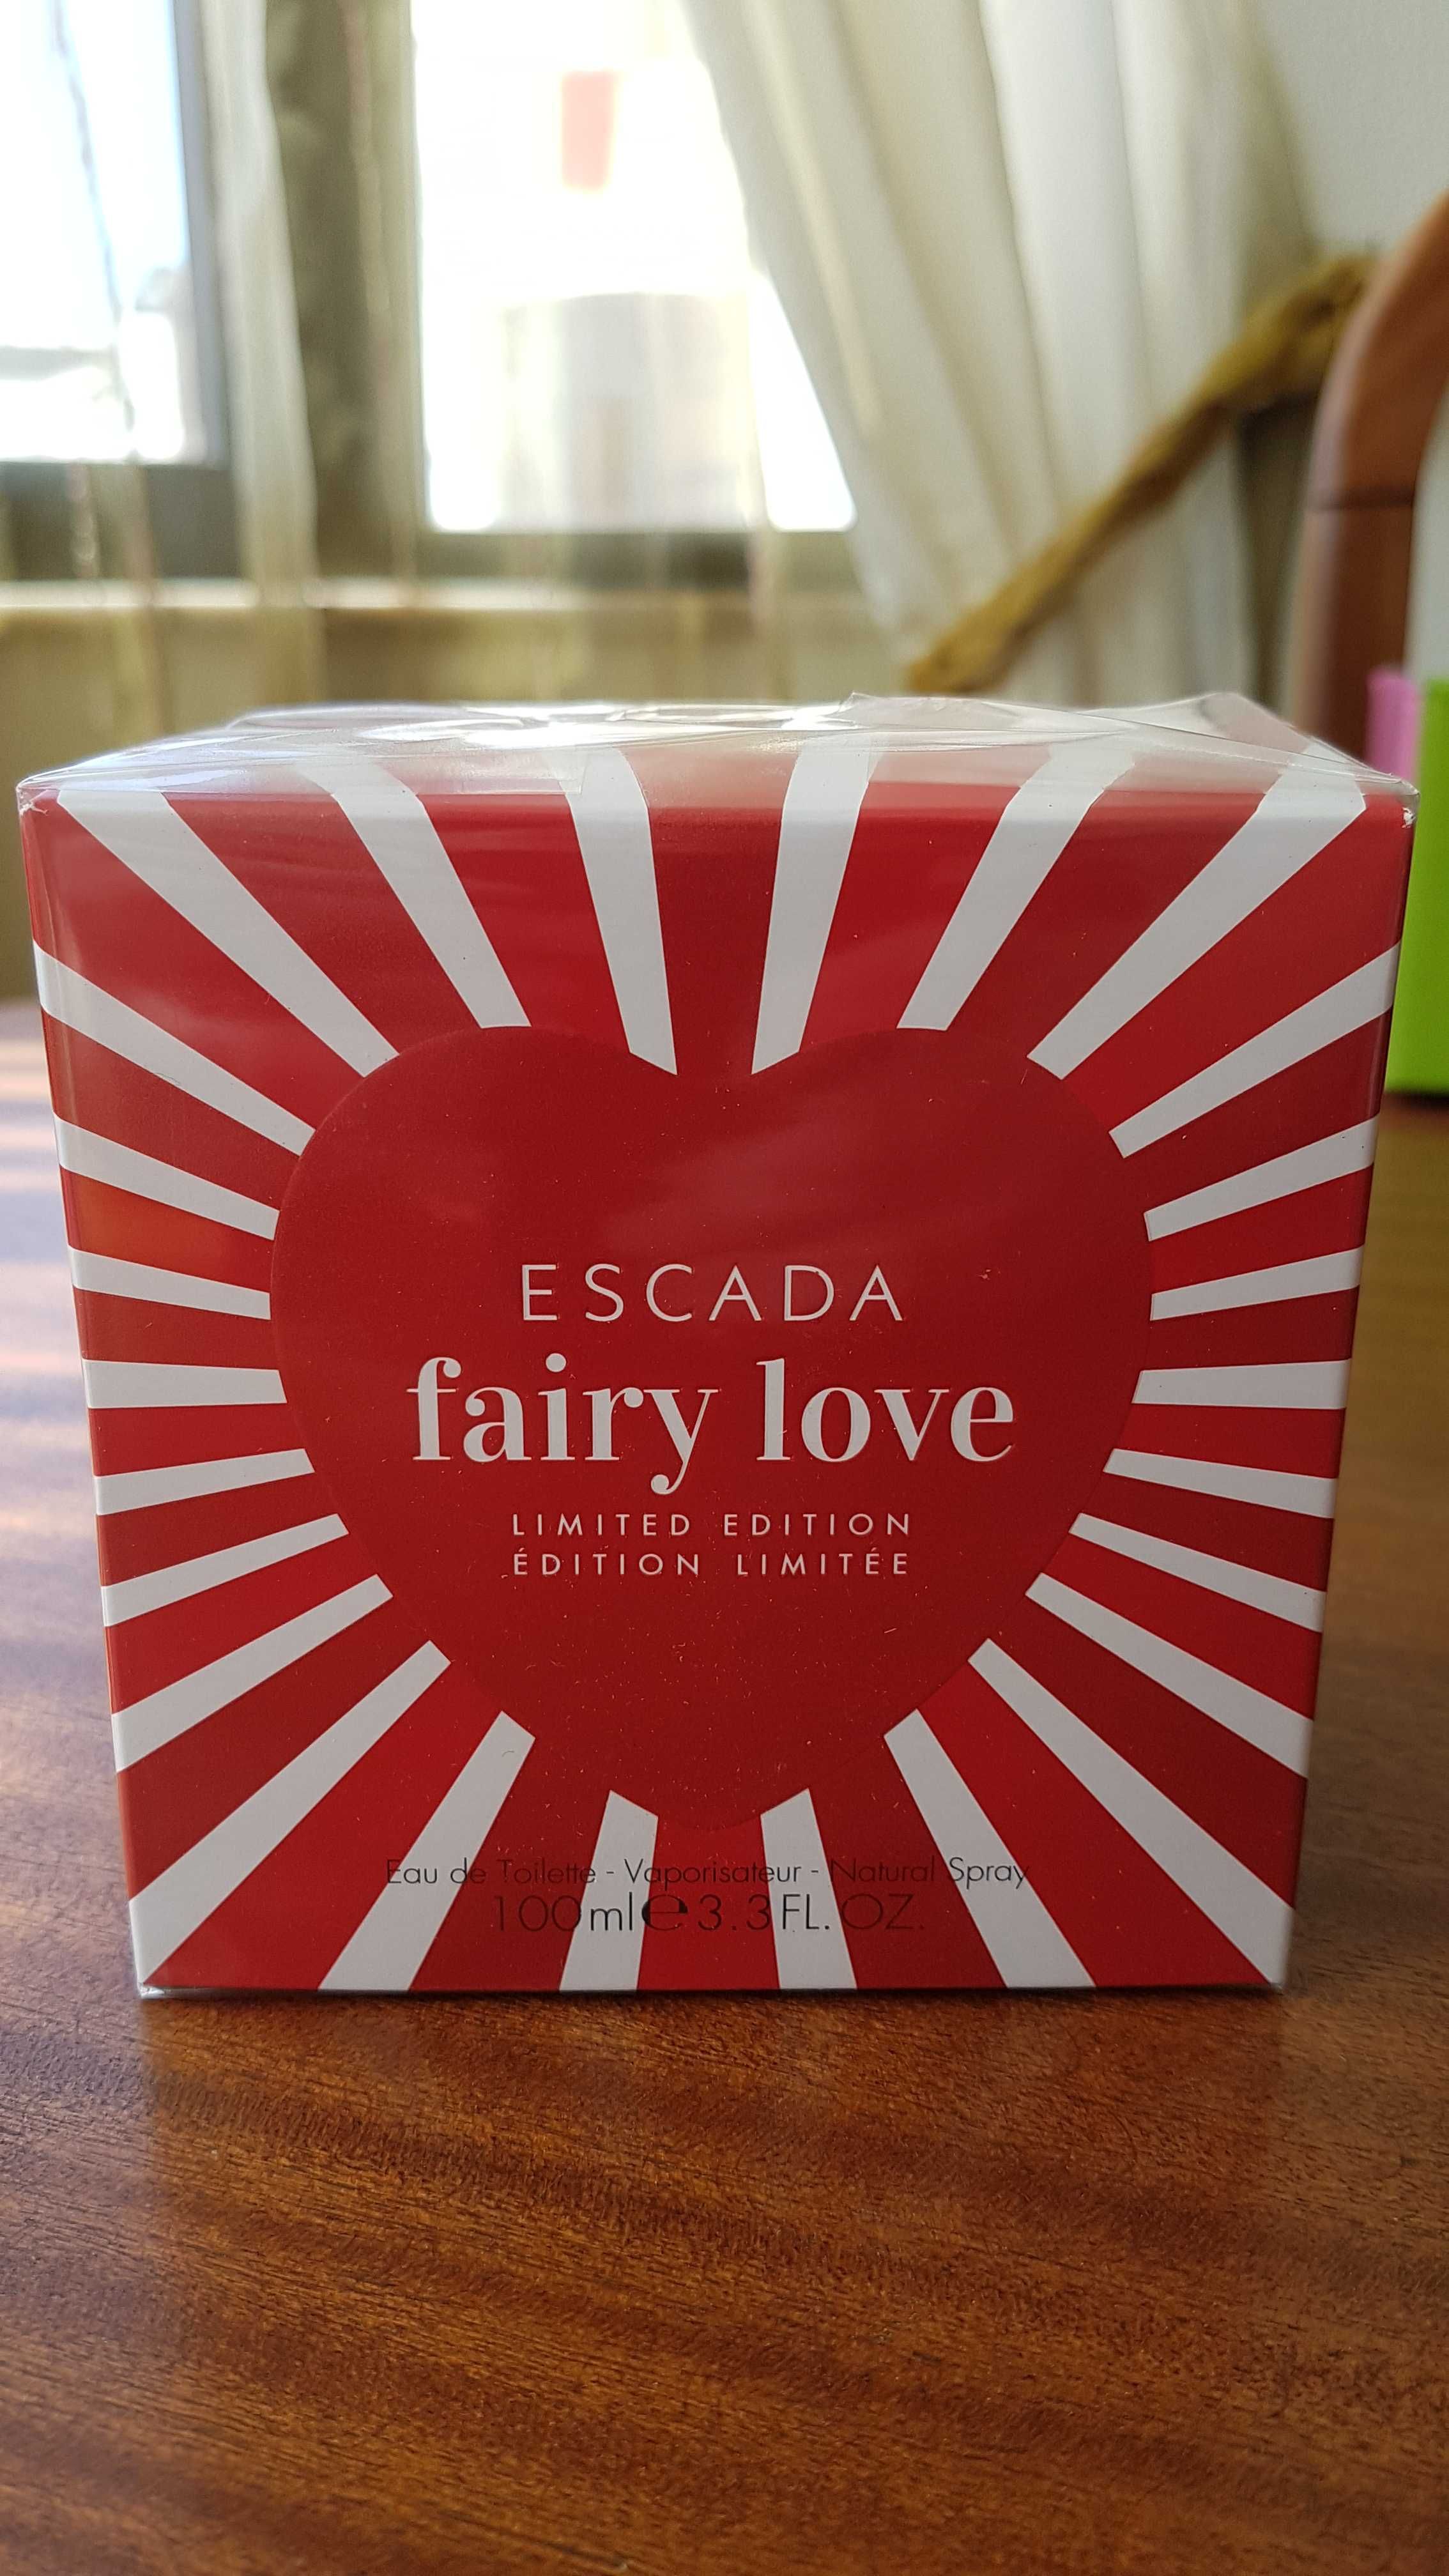 ESCADA
fairy love
LIMITED EDITION
ÉDITION LIMITÉE
Eau de Toilette - Vaporisateur - Natural Spray
100ml e 3.3FL. OZ.